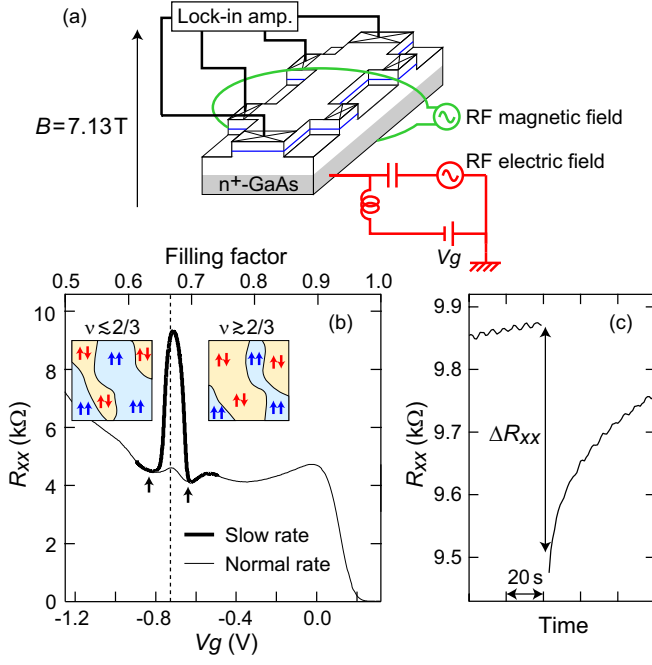 (a)
Lock-in amp.
B=7.13T
RF magnetic field
RF electric field
n+-GaAs
Vg
Filling factor
0.5 0.6 0.7 0.8 0.9 1.0
(b)
ν≲2/3
ν≳2/3
10
8
6
4
2
0
Rxx (kΩ)
Slow rate
Normal rate
-1.2 -0.8 -0.4 0.0
Vg (V)
(c)
9.9
9.8
9.7
9.6
9.5
Rxx (kΩ)
ΔRxx
20 s
Time